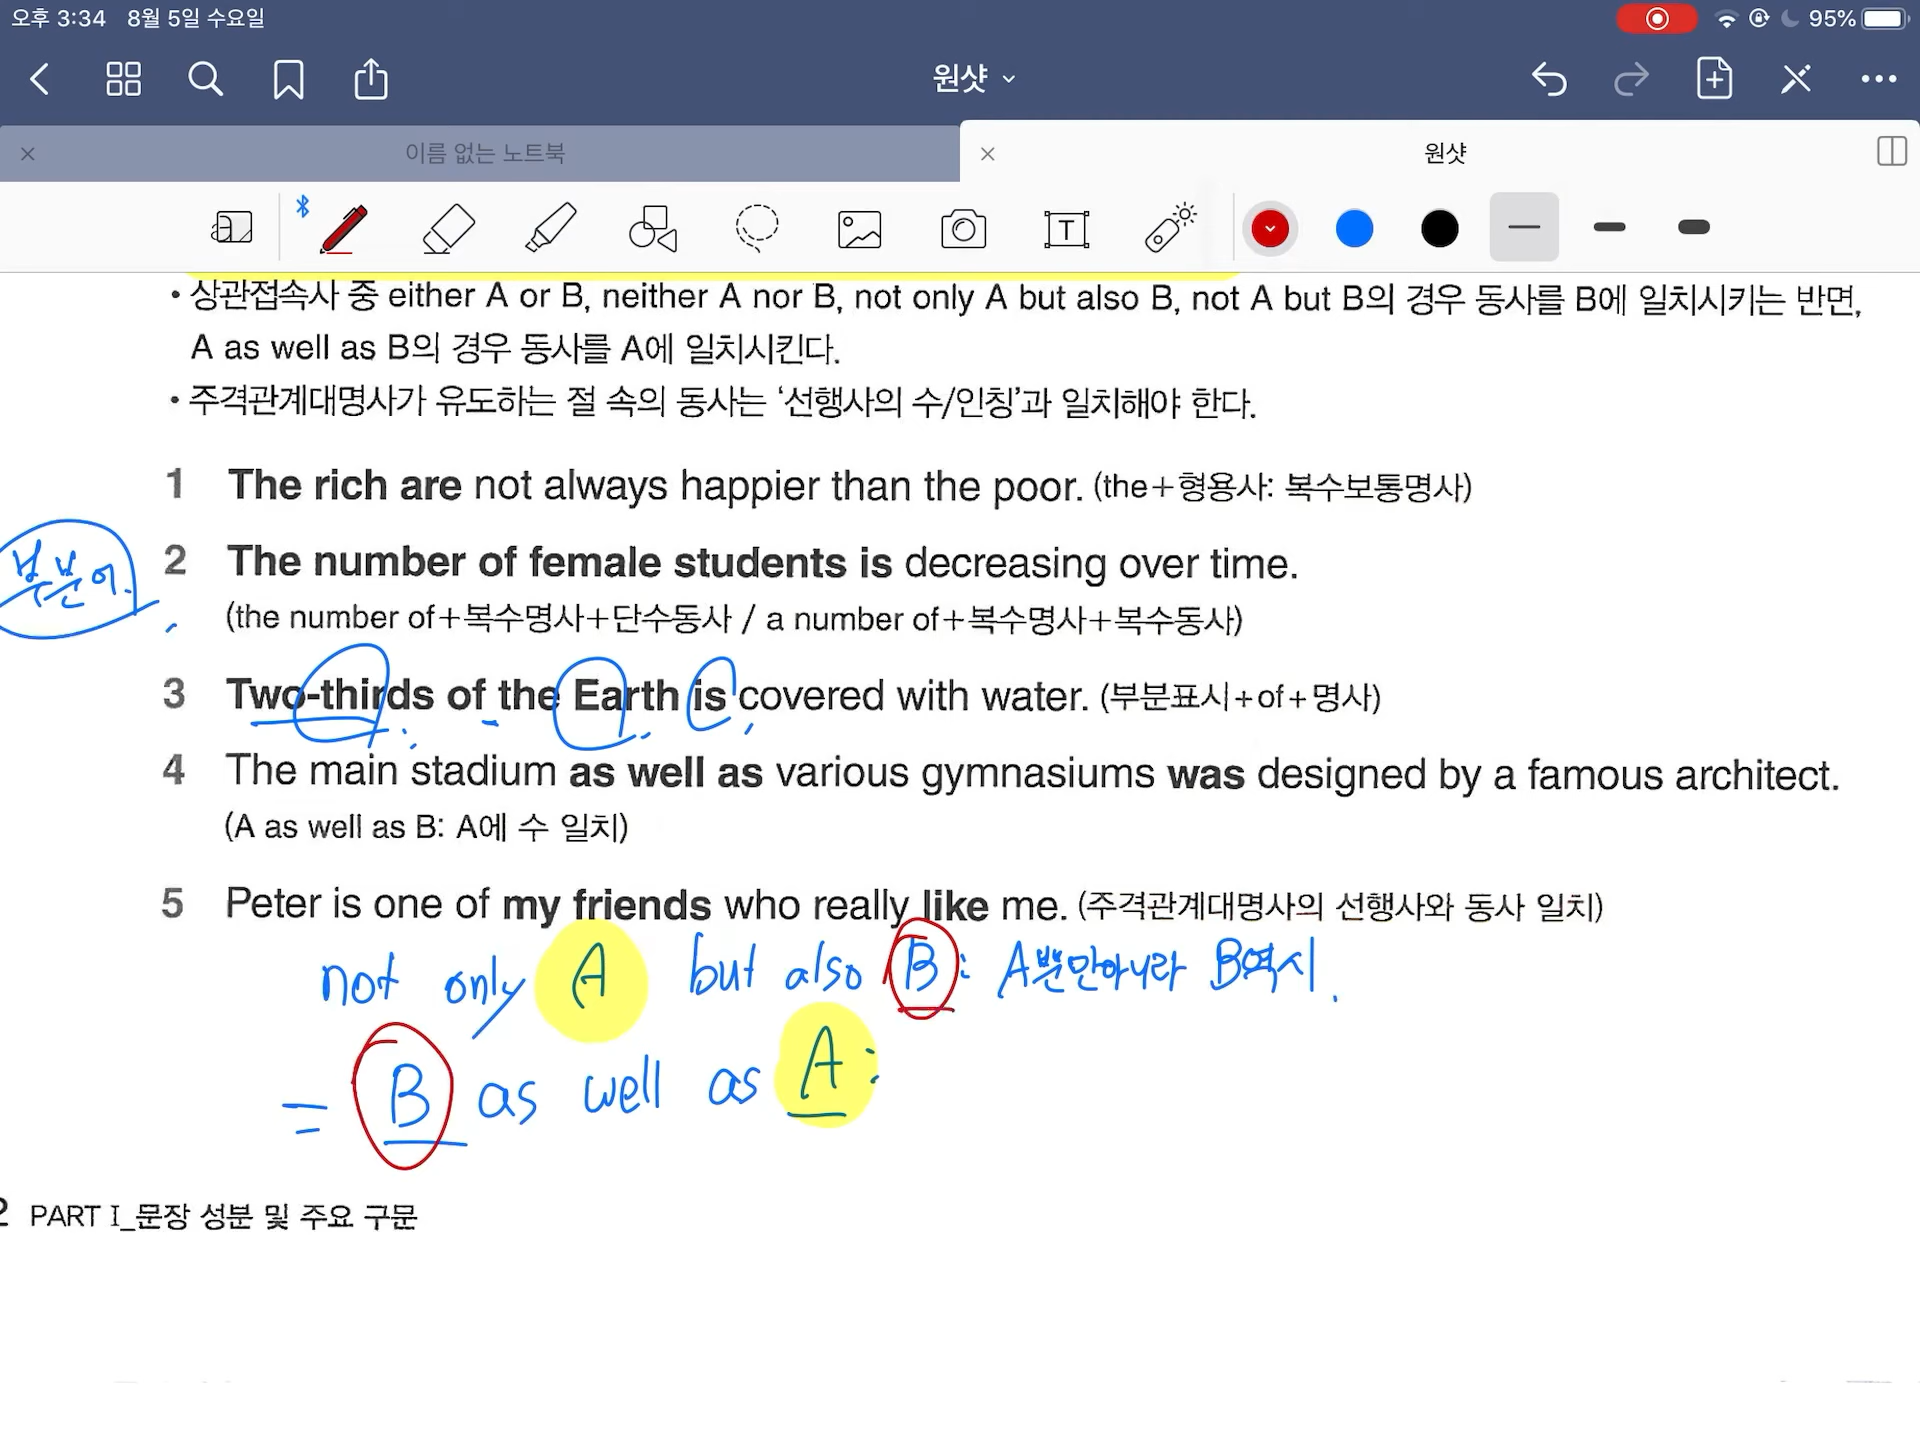 오후 3:34 8월 5일 수요일 95%
원샷
이름 없는 노트북 원샷
• 상관접속사 중 either A or B, neither A nor B, not only A but also B, not A but B의 경우 동사를 B에 일치시키는 반면,
A as well as B의 경우 동사를 A에 일치시킨다.
• 주격관계대명사가 유도하는 절 속의 동사는 ‘선행사의 수/인칭’과 일치해야 한다.
1 The rich are not always happier than the poor. (the+형용사: 복수보통명사)
부분어.
2 The number of female students is decreasing over time.
(the number of+복수명사+단수동사 / a number of+복수명사+복수동사)
3 Two-thirds of the Earth is covered with water. (부분표시+of+명사)
4 The main stadium as well as various gymnasiums was designed by a famous architect.
(A as well as B: A에 수 일치)
5 Peter is one of my friends who really like me. (주격관계대명사의 선행사와 동사 일치)
not only A but also B: A뿐만아니라 B역시.
= B as well as A:
2 PART I_문장 성분 및 주요 구문